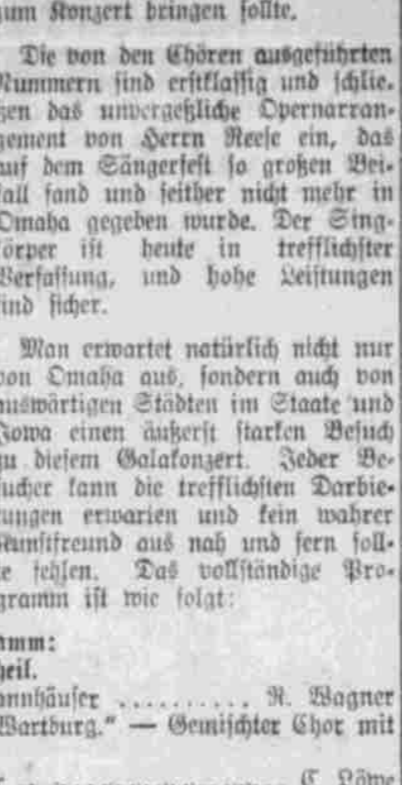 zum Konzert bringen sollte.
Die von den Chören ausgeführten
Nummern sind erstklassig und schlie-
ßen das unvergeßliche Opernarran-
gement von Herrn Reese ein, das
auf dem Sängerfest so großen Bei-
fall fand und seither nicht mehr in
Omaha gegeben wurde. Der Sing-
körper ist heute in trefflichster
Verfassung, und hohe Leistungen
sind sicher.
Man erwartet natürlich nicht nur
von Omaha aus, sondern auch von
auswärtigen Städten im Staate und
Iowa einen äußerst starken Besuch
zu diesem Galakonzert. Jeder Be-
sucher kann die trefflichsten Darbie-
tungen erwarten und kein wahrer
Kunstfreund aus nah und fern soll-
te fehlen. Das vollständige Pro-
gramm ist wie folgt:
amm:
heil.
annhäuser .......... R. Wagner
Wartburg." — Gemischter Chor mit
C. Löwe